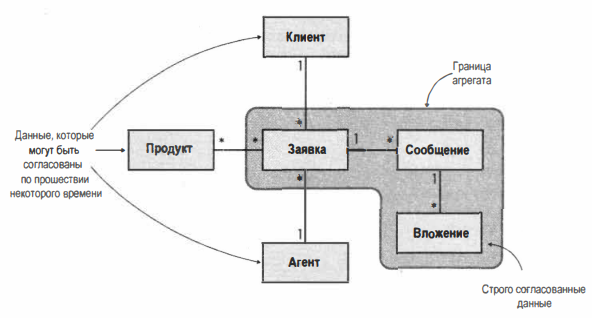 Клиент
1
Граница
агрегата
*
Данные, которые
могут быть
согласованы
по прошествии
некоторого времени
Продукт
*
*
Заявка
1
*
Сообщение
*
1
*
1
Вложение
Агент
Строго согласованные
данные